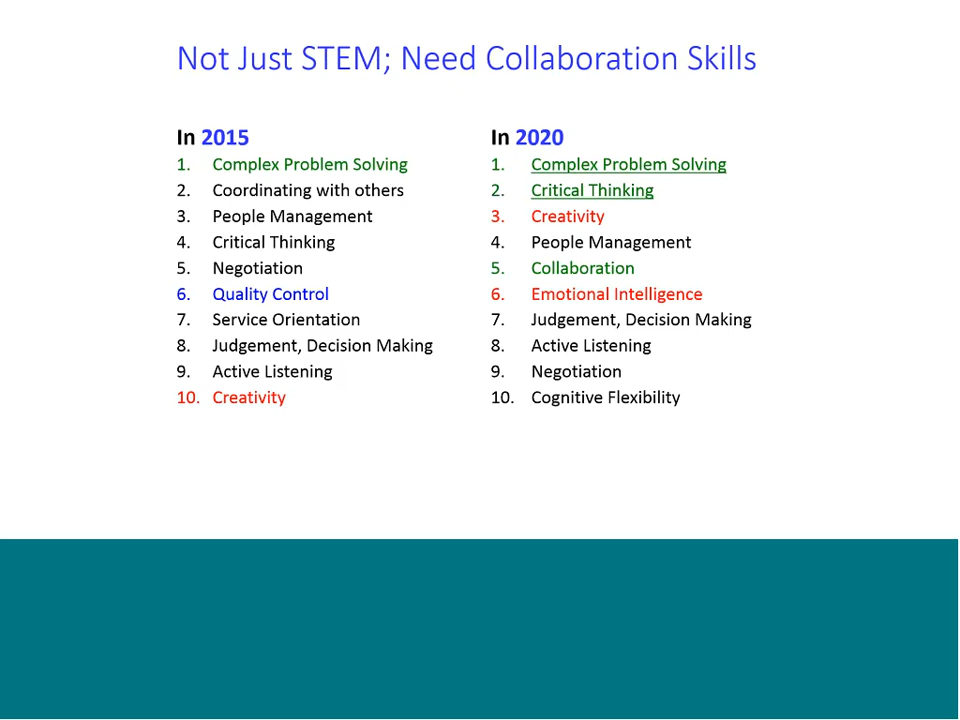 Not Just STEM; Need Collaboration Skills
In 2015
1. Complex Problem Solving
2. Coordinating with others
3. People Management
4. Critical Thinking
5. Negotiation
6. Quality Control
7. Service Orientation
8. Judgement, Decision Making
9. Active Listening
10. Creativity
In 2020
1. Complex Problem Solving
2. Critical Thinking
3. Creativity
4. People Management
5. Collaboration
6. Emotional Intelligence
7. Judgement, Decision Making
8. Active Listening
9. Negotiation
10. Cognitive Flexibility